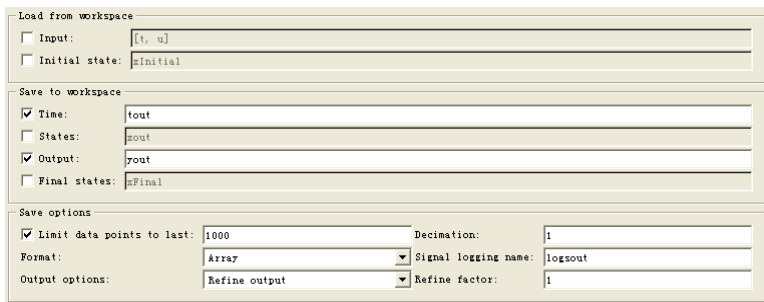 Load from workspace
Input: [t, u]
Initial state: xInitial
Save to workspace
Time: tout
States: xout
Output: yout
Final states: xFinal
Save options
Limit data points to last: 1000 Decimation: 1
Format: Array Signal logging name: logsout
Output options: Refine output Refine factor: 1